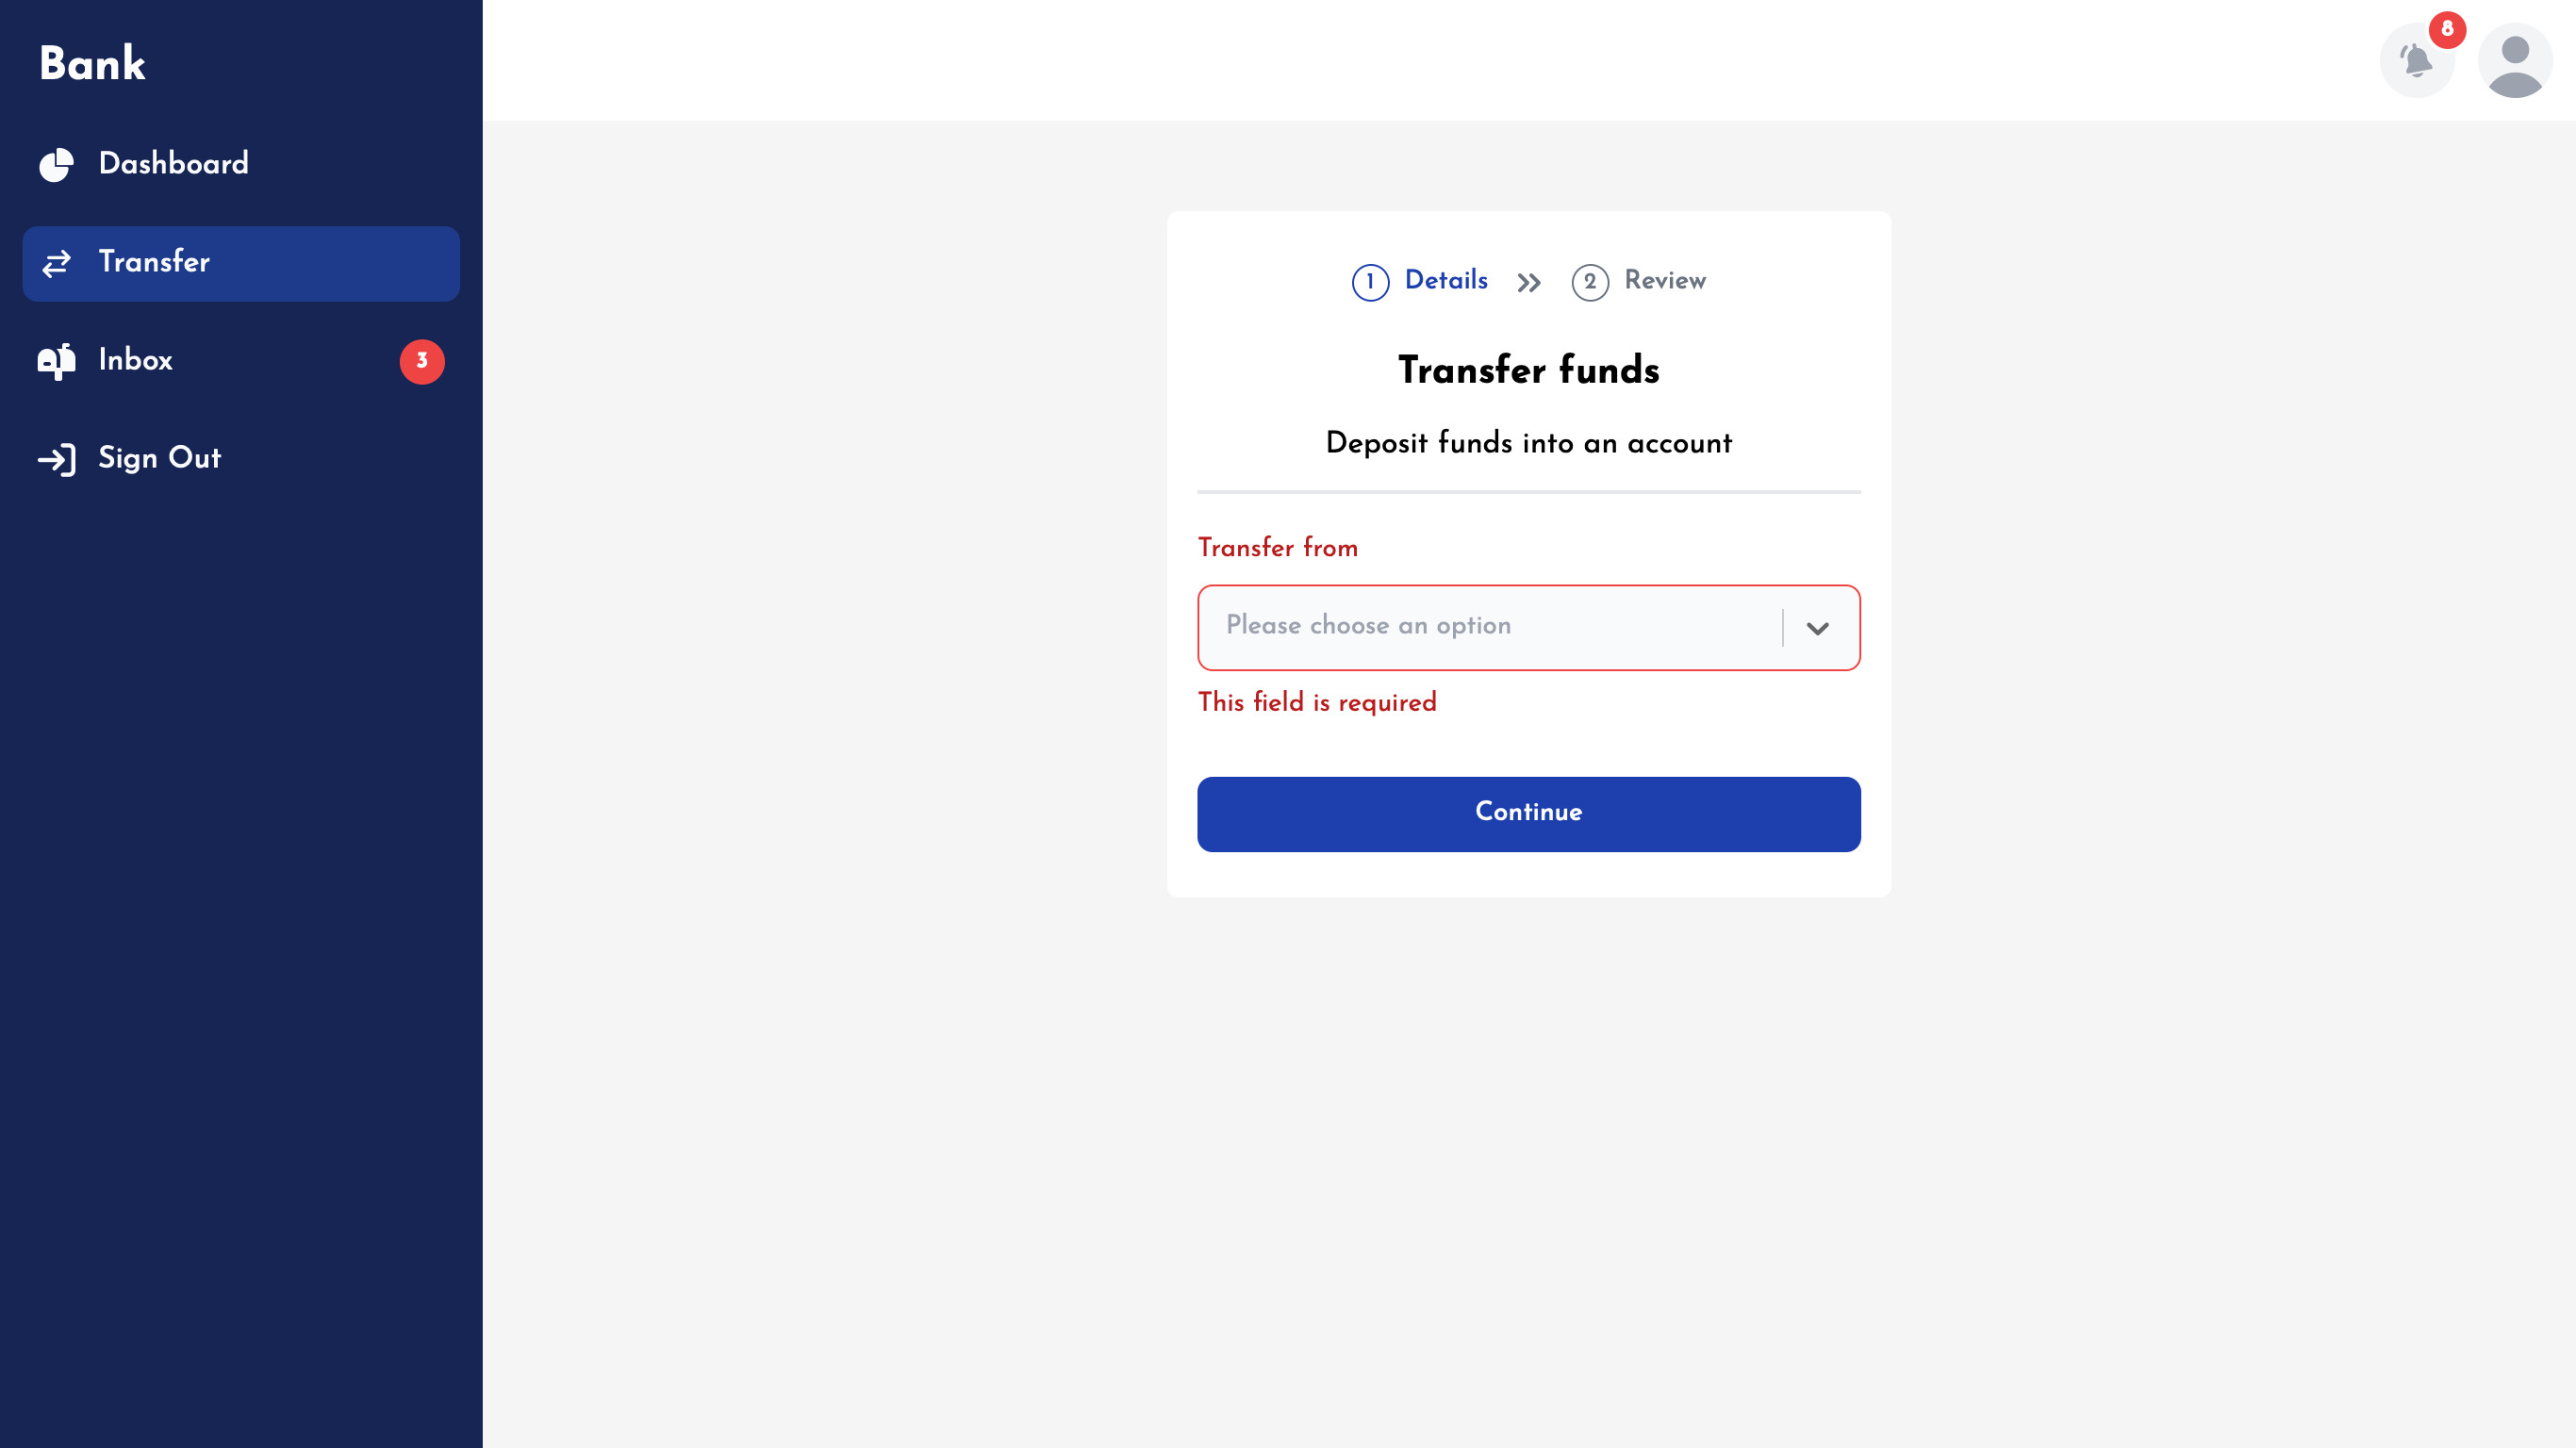 Bank
Dashboard
Transfer
Inbox
3
Sign Out
8
1 Details
2 Review
Transfer funds
Deposit funds into an account
Transfer from
Please choose an option
This field is required
Continue